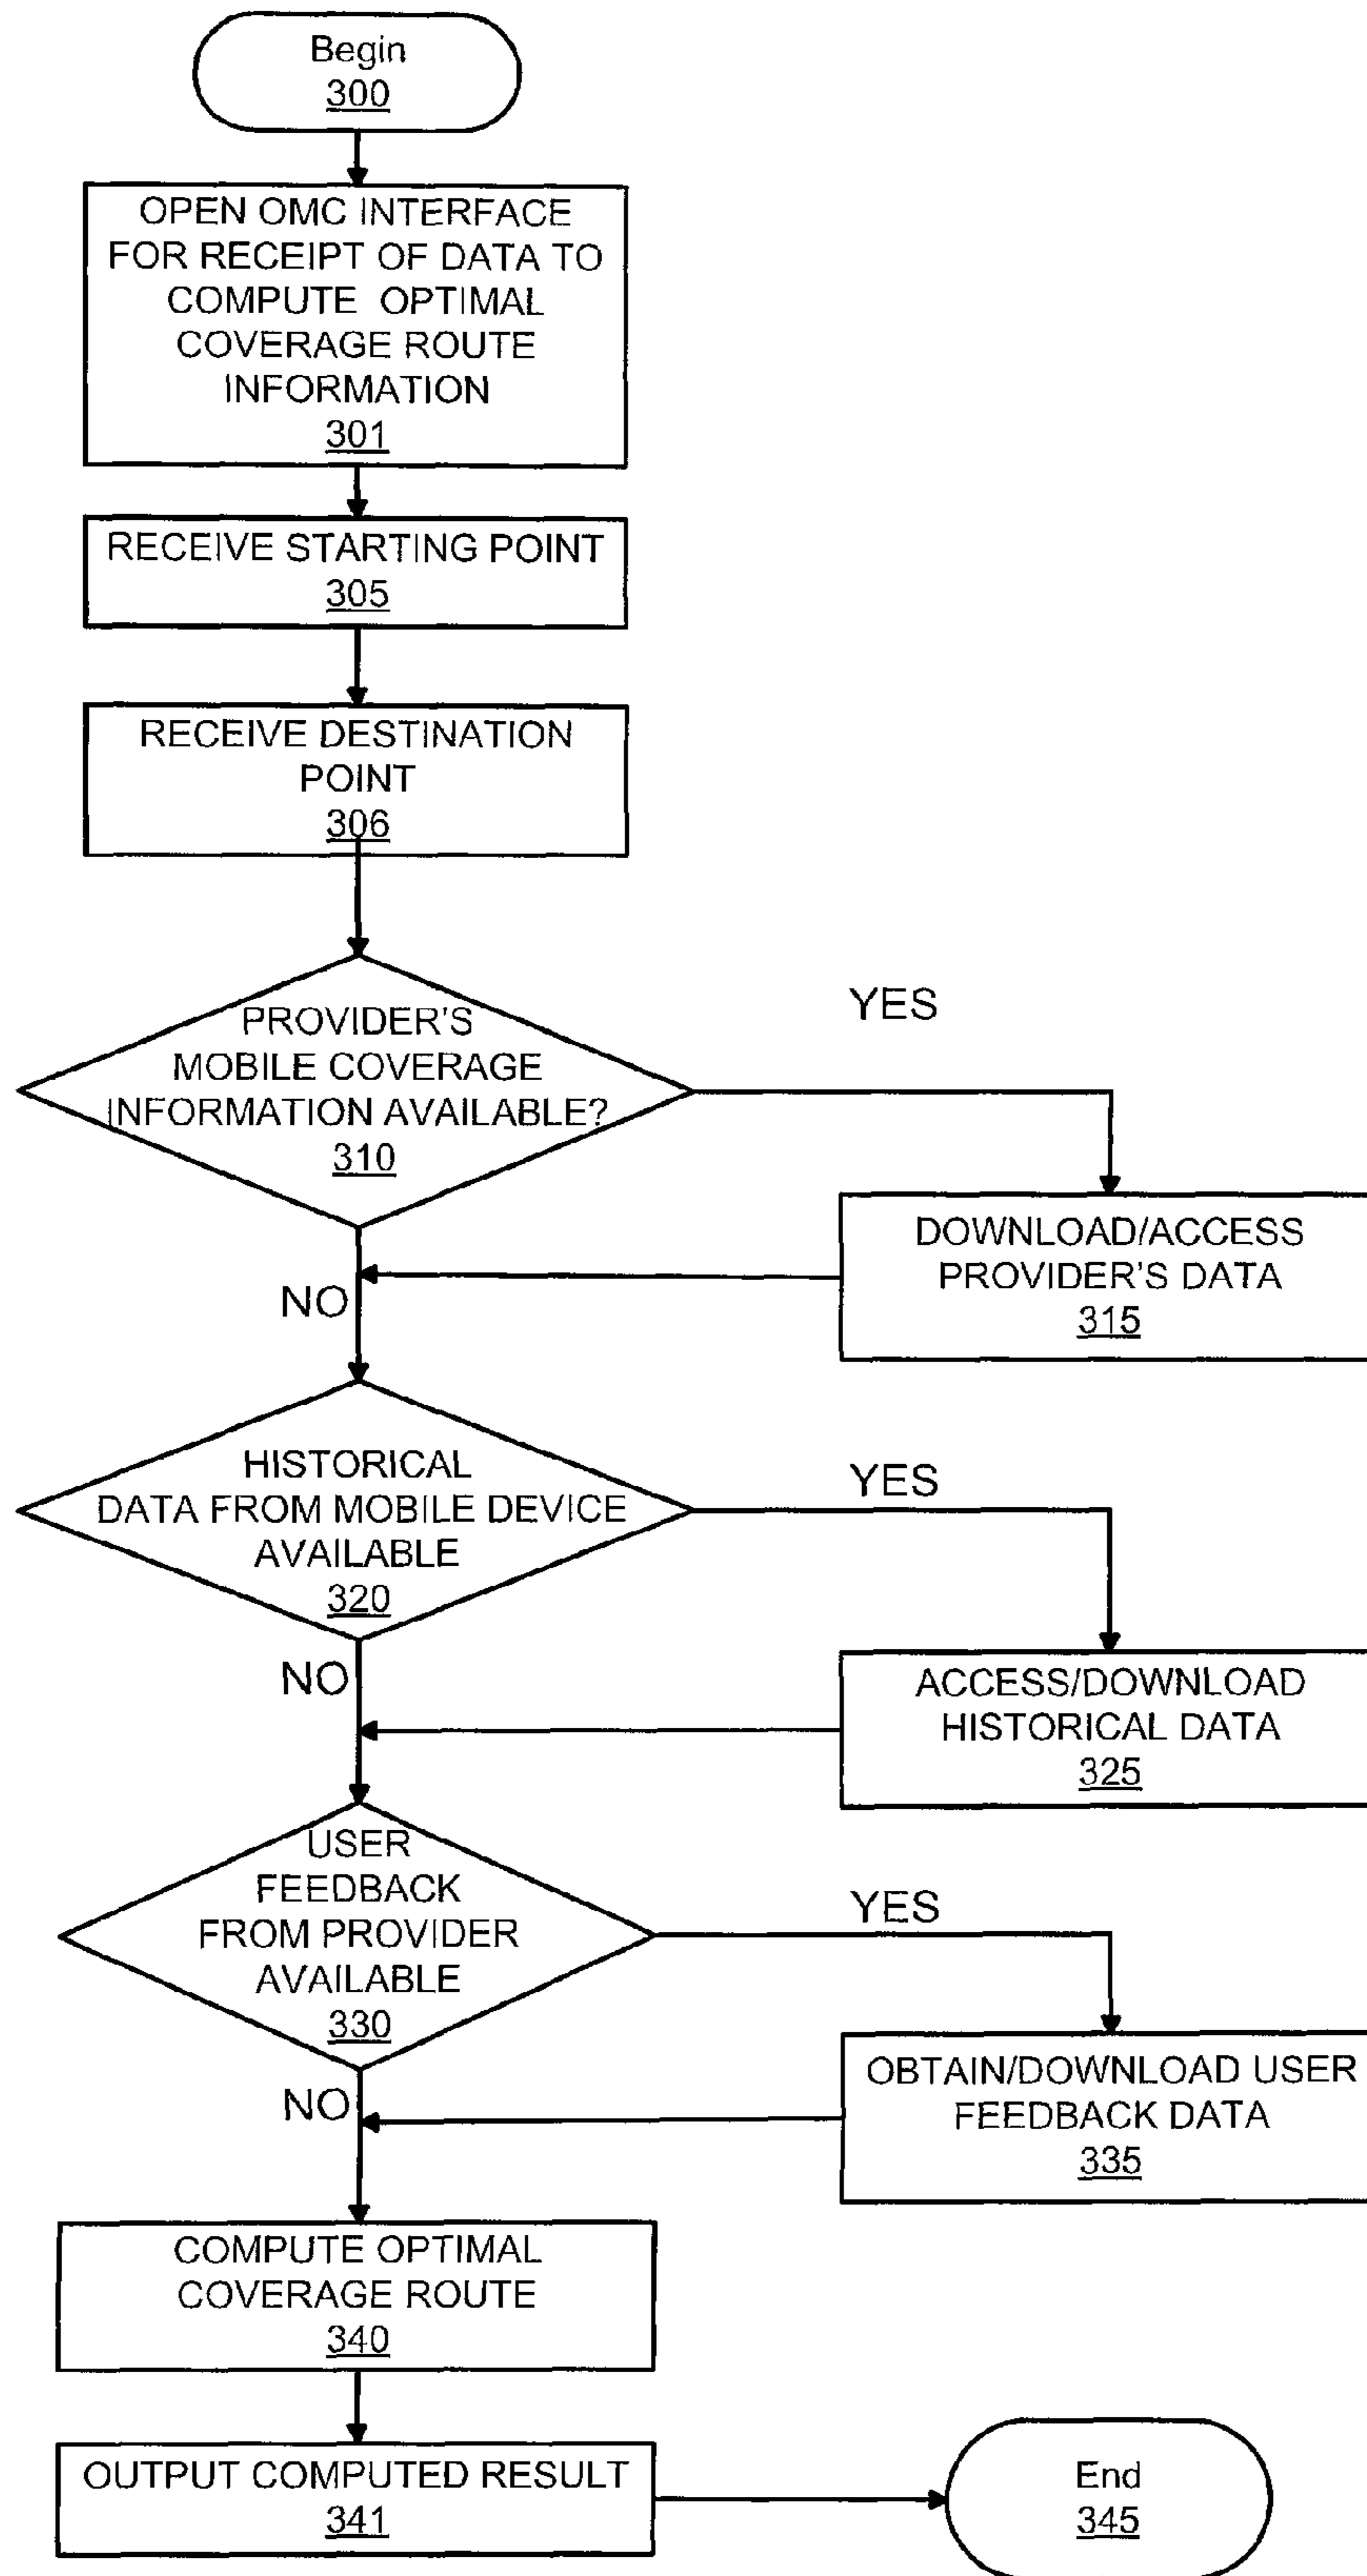 Begin
300
OPEN OMC INTERFACE
FOR RECEIPT OF DATA TO
COMPUTE OPTIMAL
COVERAGE ROUTE
INFORMATION
301
RECEIVE STARTING POINT
305
RECEIVE DESTINATION
POINT
306
PROVIDER'S
MOBILE COVERAGE
INFORMATION AVAILABLE?
310
YES
DOWNLOAD/ACCESS
PROVIDER'S DATA
315
NO
HISTORICAL
DATA FROM MOBILE DEVICE
AVAILABLE
320
YES
ACCESS/DOWNLOAD
HISTORICAL DATA
325
NO
USER
FEEDBACK
FROM PROVIDER
AVAILABLE
330
YES
OBTAIN/DOWNLOAD USER
FEEDBACK DATA
335
NO
COMPUTE OPTIMAL
COVERAGE ROUTE
340
OUTPUT COMPUTED RESULT
341
End
345